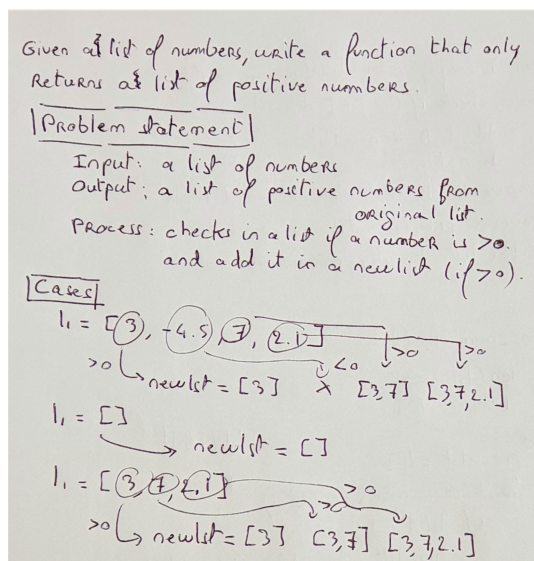 Given a list of numbers, write a function that only
Returns a list of positive numbers.
Problem statement
Input: a list of numbers
Output: a list of positive numbers from
original list.
Process: checks in a list if a number is >0.
and add it in a newlist (if >0).
Cases
l1 = [3, -4.5, 7, 2.1]
>0 newlst = [3] <0 X >0 [3,7] >0 [3,7,2.1]
l1 = []
newlst = []
l1 = [3, 7, 2.1]
>0 newlst = [3] >0 [3,7] >0 [3,7,2.1]